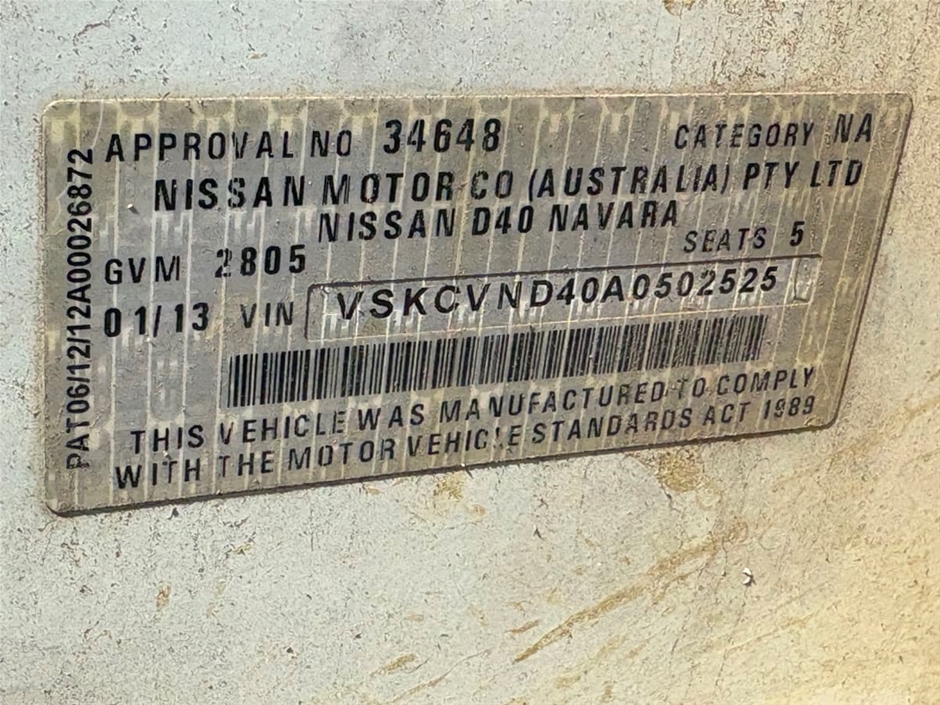 APPROVAL NO 34648 CATEGORY NA
NISSAN MOTOR CO (AUSTRALIA) PTY LTD
NISSAN D40 NAVARA
GVM 2805 SEATS 5
01/13 VIN VSKCVND40A0502525
THIS VEHICLE WAS MANUFACTURED TO COMPLY
WITH THE MOTOR VEHICLE STANDARDS ACT 1989
PAT06/12/12A00026872